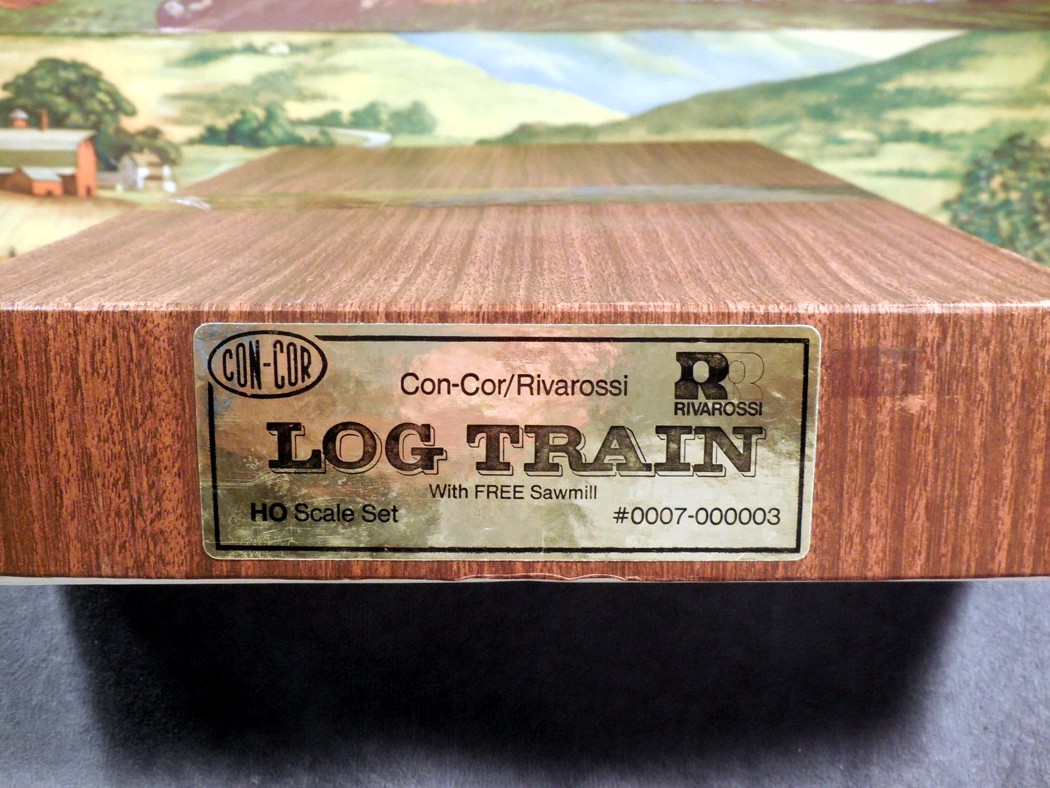 CON-COR
Con-Cor/Rivarossi
RR
RIVAROSSI
LOG TRAIN
With FREE Sawmill
HO Scale Set
#0007-000003